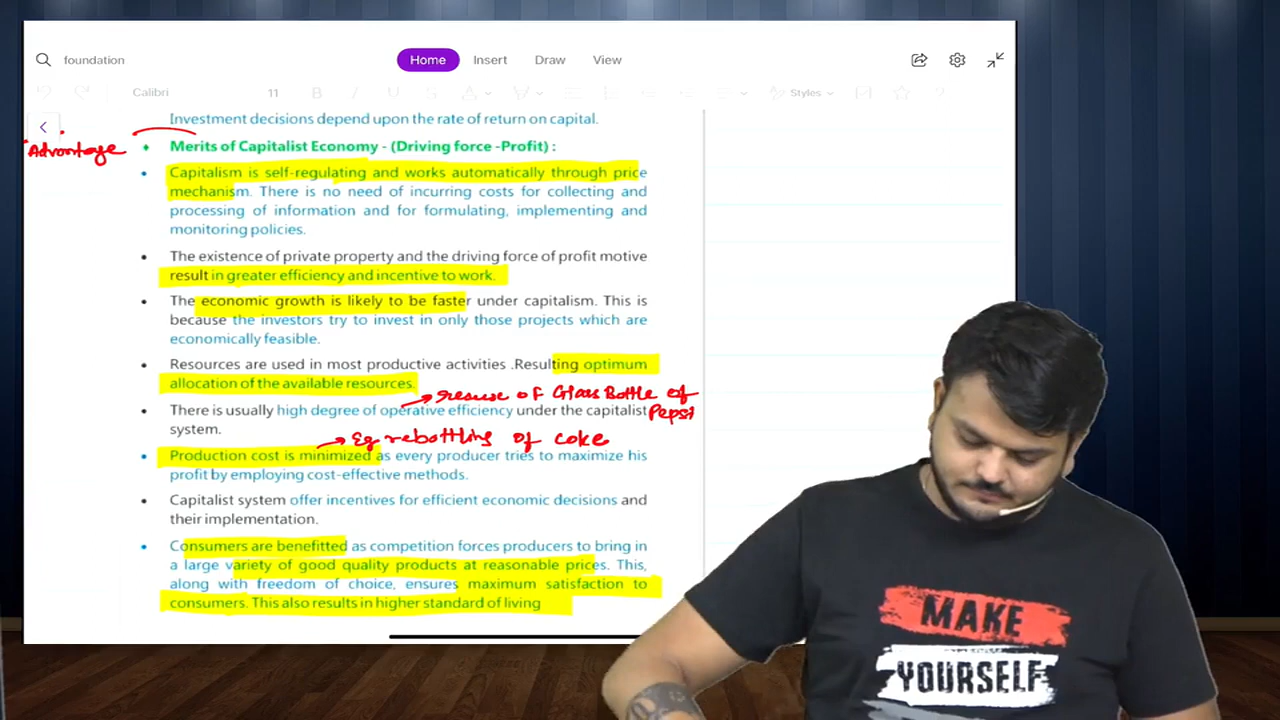 foundation
Home Insert Draw View
Calibri 11 B I U S A Styles
Investment decisions depend upon the rate of return on capital.
Advantage
Merits of Capitalist Economy - (Driving force -Profit) :
Capitalism is self-regulating and works automatically through price
mechanism. There is no need of incurring costs for collecting and
processing of information and for formulating, implementing and
monitoring policies.
The existence of private property and the driving force of profit motive
result in greater efficiency and incentive to work.
The economic growth is likely to be faster under capitalism. This is
because the investors try to invest in only those projects which are
economically feasible.
Resources are used in most productive activities .Resulting optimum
allocation of the available resources.
→ resuse of Glass Bottle of
Pepsi
There is usually high degree of operative efficiency under the capitalist
system.
→ Eg rebottling of coke
Production cost is minimized as every producer tries to maximize his
profit by employing cost-effective methods.
Capitalist system offer incentives for efficient economic decisions and
their implementation.
Consumers are benefitted as competition forces producers to bring in
a large variety of good quality products at reasonable prices. This,
along with freedom of choice, ensures maximum satisfaction to
consumers. This also results in higher standard of living
MAKE
YOURSELF